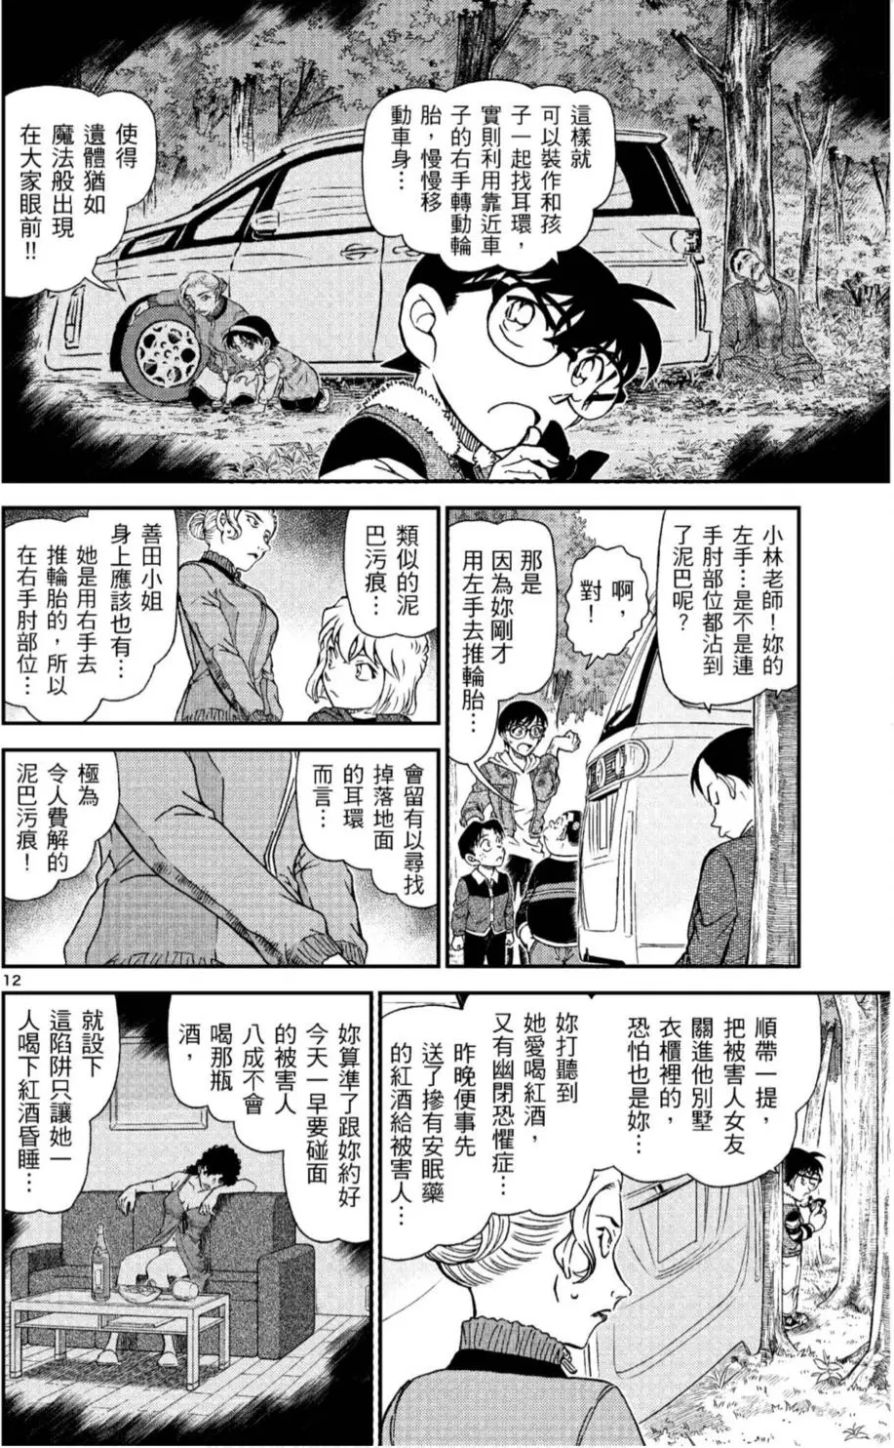 這樣就
可以裝作和孩
子一起找耳環，
實則利用靠近車
子的右手轉動輪
胎，慢慢移
動車身…
使得
遺體猶如
魔法般出現
在大家眼前!!
小林老師！妳的
左手…是不是連
手肘部位都沾到
了泥巴呢？
啊，
對！
那是
因為妳剛才
用左手去推輪胎…
類似的泥
巴污痕…
善田小姐
身上應該也有…
她是用右手去
推輪胎的，所以
在右手肘部位…
會留有以尋找
掉落地面
的耳環
而言…
極為
令人費解的
泥巴污痕！
12
順帶一提，
把被害人女友
關進他別墅
衣櫃裡的，
恐怕也是妳…
妳打聽到
她愛喝紅酒，
又有幽閉恐懼症…
昨晚便事先
送了摻有安眠藥
的紅酒給被害人…
妳算準了跟妳約好
今天一早要碰面
的被害人
八成不會
喝那瓶
酒，
就設下
這陷阱只讓她一
人喝下紅酒昏睡…